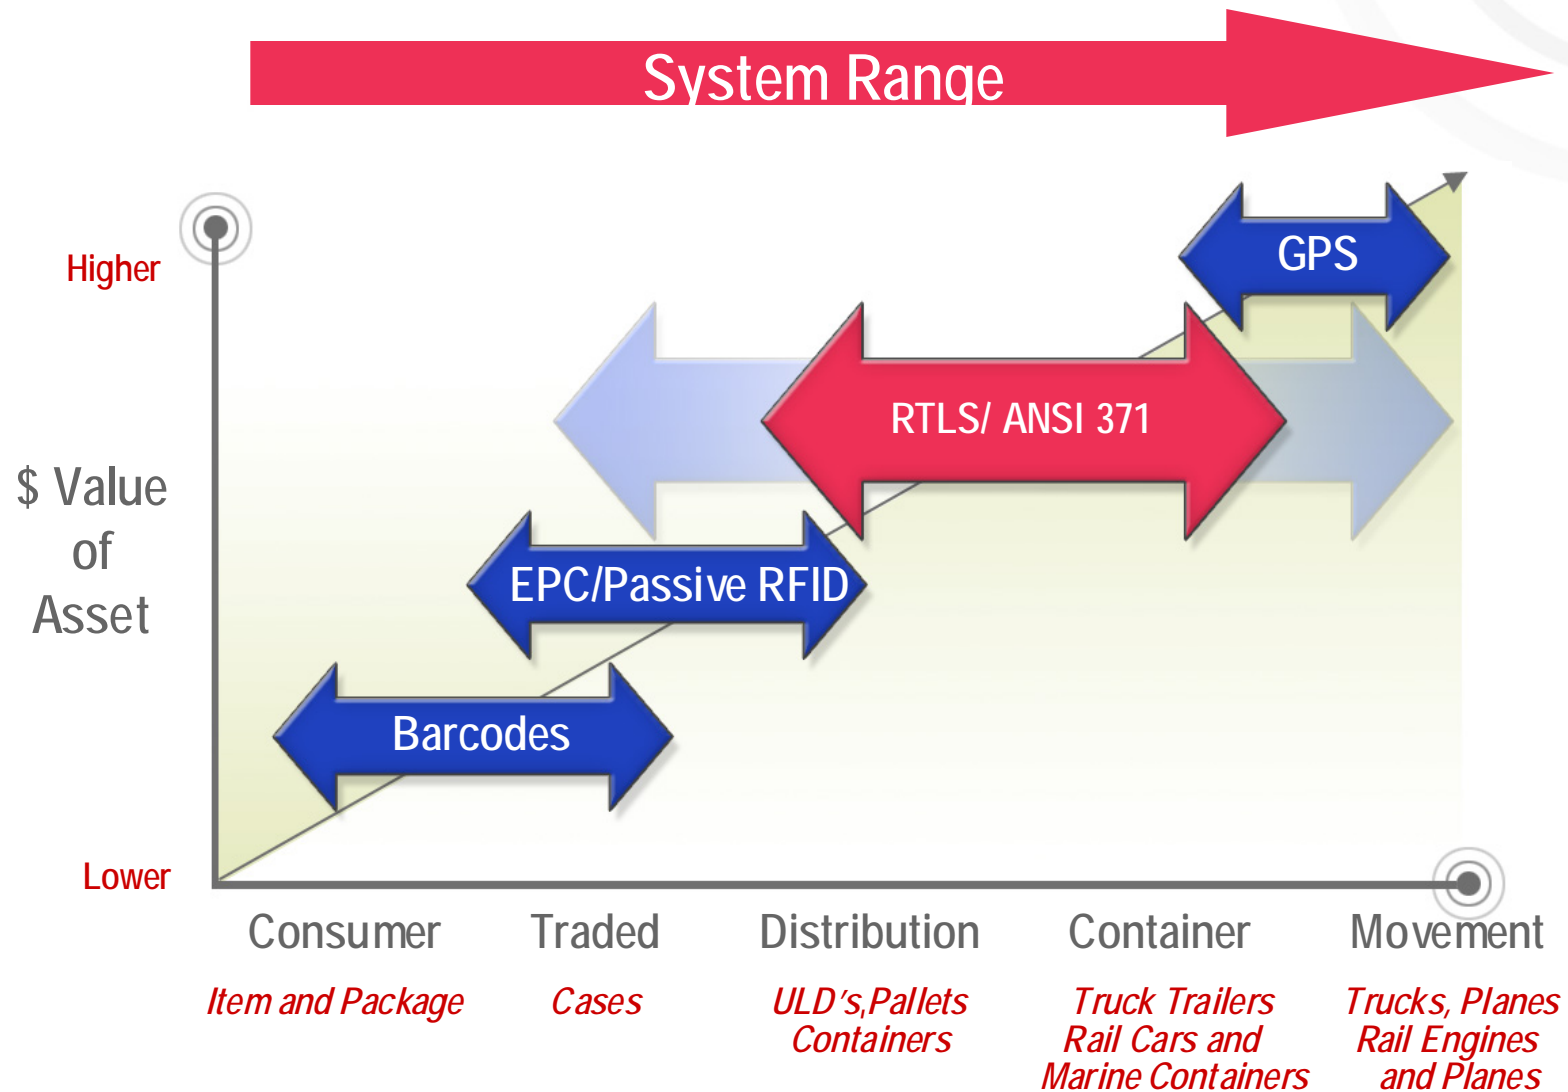 System Range
Higher
GPS
RTLS/ ANSI 371
$ Value
of
Asset
EPC/Passive RFID
Barcodes
Lower
Consumer
Traded
Distribution
Container
Movement
Item and Package
Cases
ULD's,Pallets
Containers
Truck Trailers
Rail Cars and
Marine Containers
Trucks, Planes
Rail Engines
and Planes